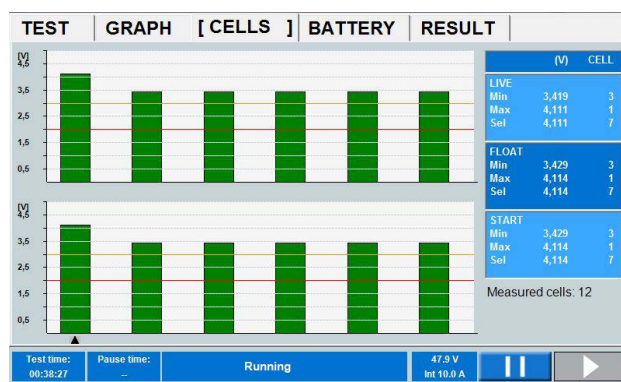 TEST GRAPH [ CELLS ] BATTERY RESULT
[V]
4,5
3,5
2,5
1,5
0,5
[V]
4,5
3,5
2,5
1,5
0,5
(V) CELL
LIVE
Min 3,419 3
Max 4,111 1
Sel 4,111 7
FLOAT
Min 3,429 3
Max 4,114 1
Sel 4,114 7
START
Min 3,429 3
Max 4,114 1
Sel 4,114 7
Measured cells: 12
Test time: Pause time: Running 47.9 V
00:38:27 -- Int 10.0 A